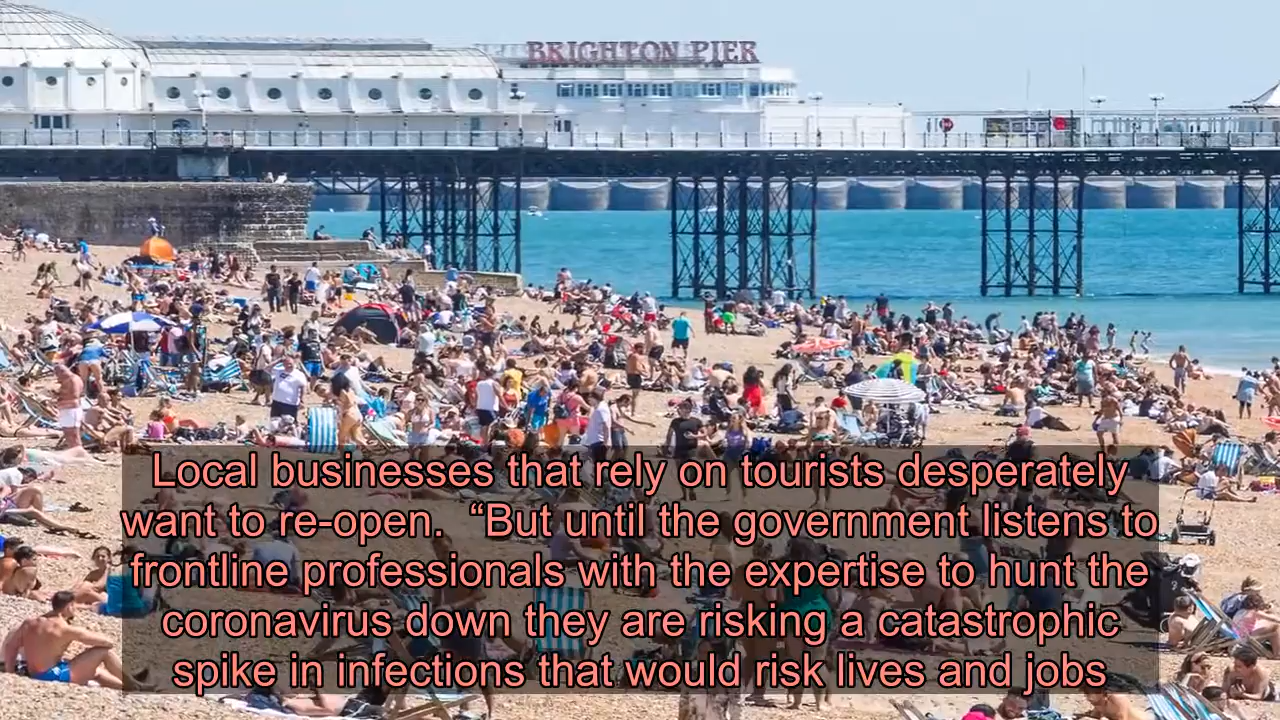 BRIGHTON PIER
Local businesses that rely on tourists desperately
want to re-open.  “But until the government listens to
frontline professionals with the expertise to hunt the
coronavirus down they are risking a catastrophic
spike in infections that would risk lives and jobs